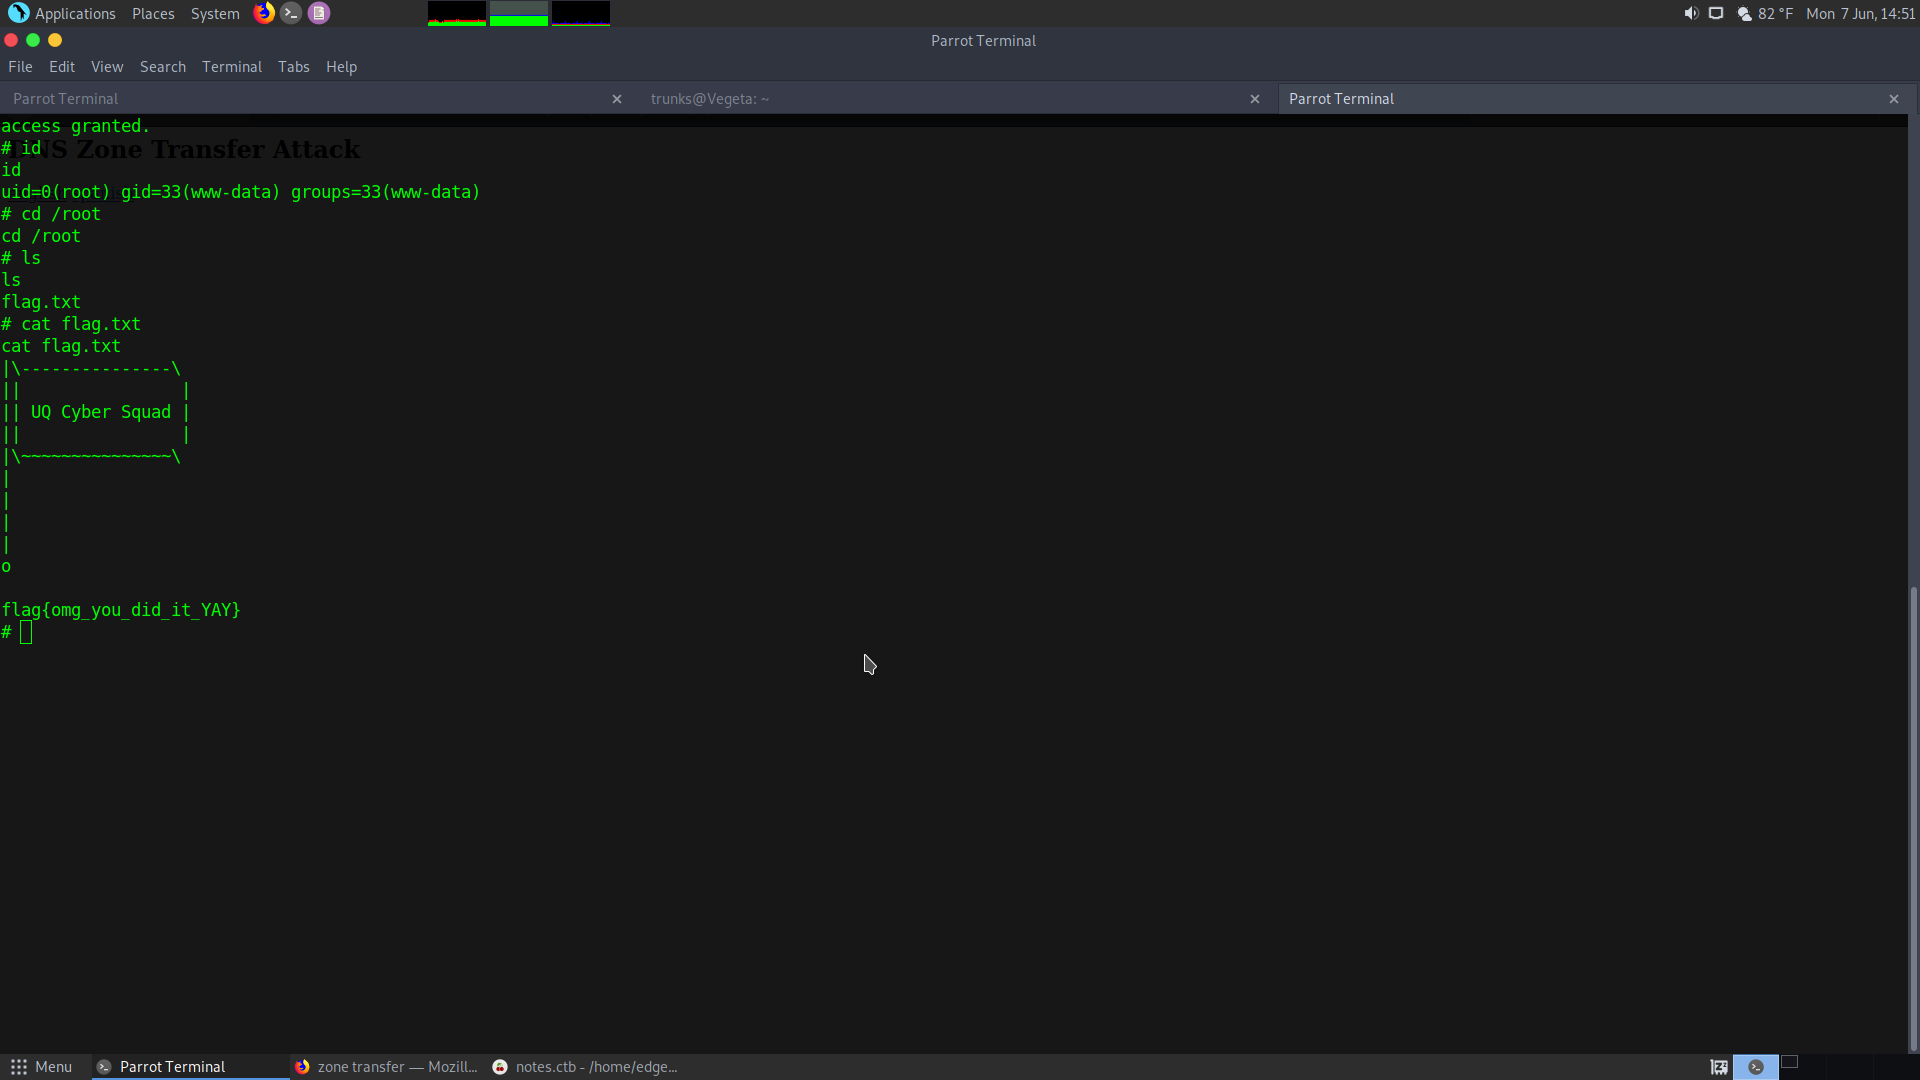 Applications Places System 82 °F Mon 7 Jun, 14:51
Parrot Terminal
File Edit View Search Terminal Tabs Help
Parrot Terminal × trunks@Vegeta: ~ × Parrot Terminal ×
access granted.
# id
NS Zone Transfer Attack
id
uid=0(root) gid=33(www-data) groups=33(www-data)
# cd /root
cd /root
# ls
ls
flag.txt
# cat flag.txt
cat flag.txt
|\---------------\
||                |
|| UQ Cyber Squad |
||                |
|\~~~~~~~~~~~~~~~\
|
|
|
|
o
flag{omg_you_did_it_YAY}
#
Menu Parrot Terminal zone transfer — Mozill... notes.ctb - /home/edge...